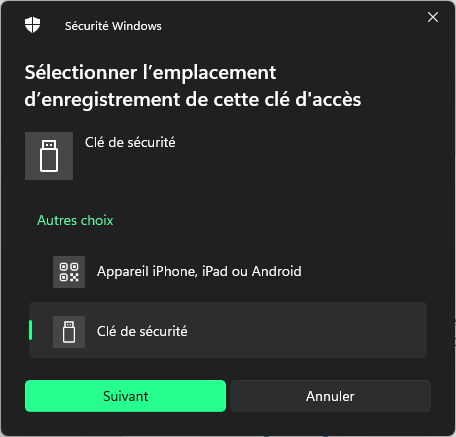 Sécurité Windows
Sélectionner l’emplacement
d’enregistrement de cette clé d'accès
Clé de sécurité
Autres choix
Appareil iPhone, iPad ou Android
Clé de sécurité
Suivant
Annuler